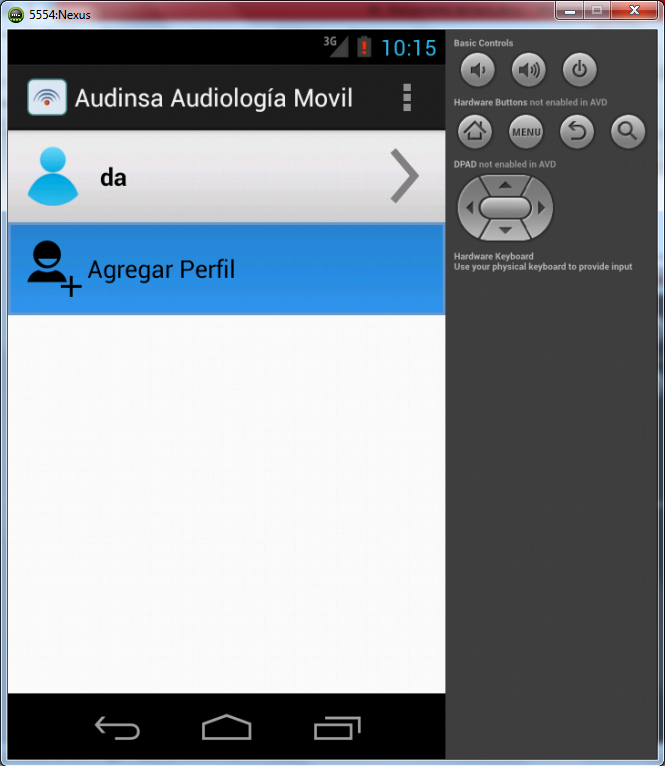 5554:Nexus
3G 10:15
Audinsa Audiología Movil
da
Agregar Perfil
Basic Controls
Hardware Buttons not enabled in AVD
MENU
DPAD not enabled in AVD
Hardware Keyboard
Use your physical keyboard to provide input